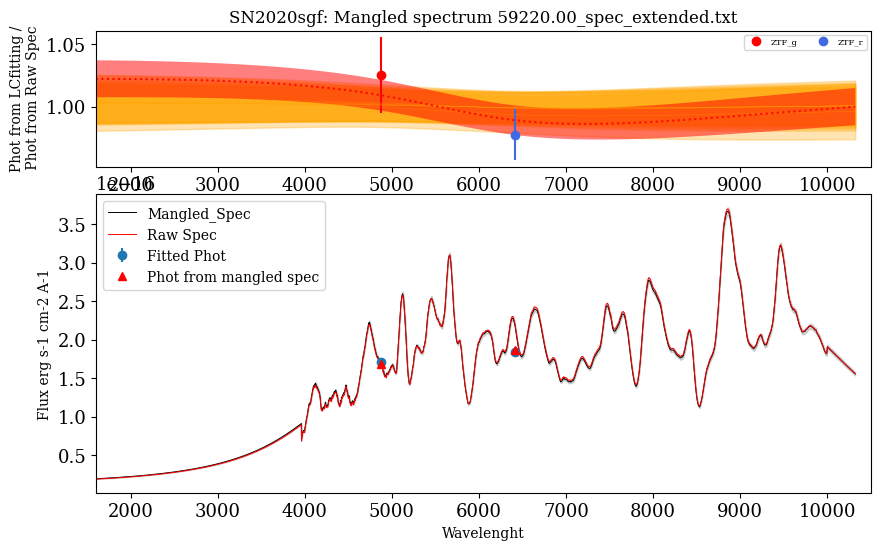 SN2020sgf: Mangled spectrum 59220.00_spec_extended.txt
Phot from LCfitting /
Phot from Raw Spec
1.05
1.00
ZTF_g
ZTF_r
2000 3000 4000 5000 6000 7000 8000 9000 10000
1e−16
Flux erg s-1 cm-2 A-1
3.5
3.0
2.5
2.0
1.5
1.0
0.5
Mangled_Spec
Raw Spec
Fitted Phot
Phot from mangled spec
2000 3000 4000 5000 6000 7000 8000 9000 10000
Wavelenght